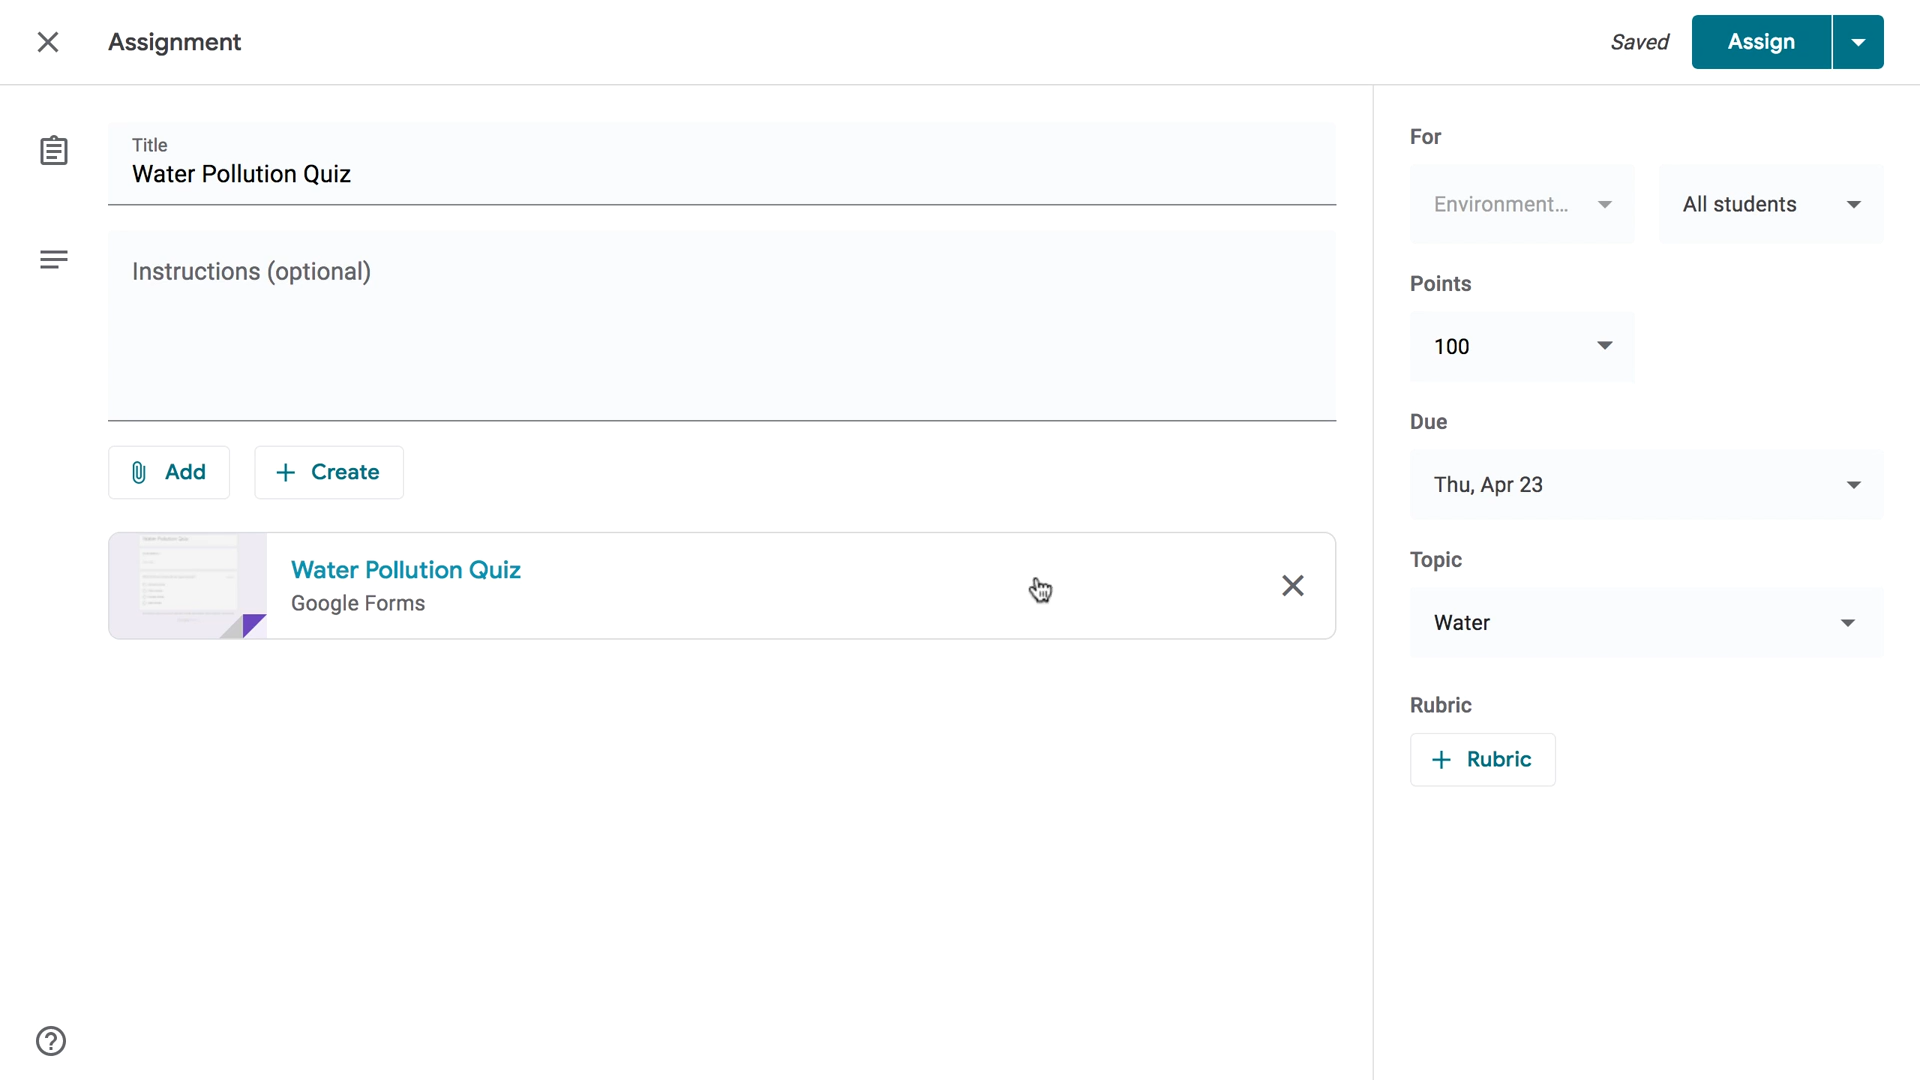 Assignment
Saved
Assign
Title
Water Pollution Quiz
Instructions (optional)
Add
Create
Water Pollution Quiz
Google Forms
For
Environment...
All students
Points
100
Due
Thu, Apr 23
Topic
Water
Rubric
Rubric